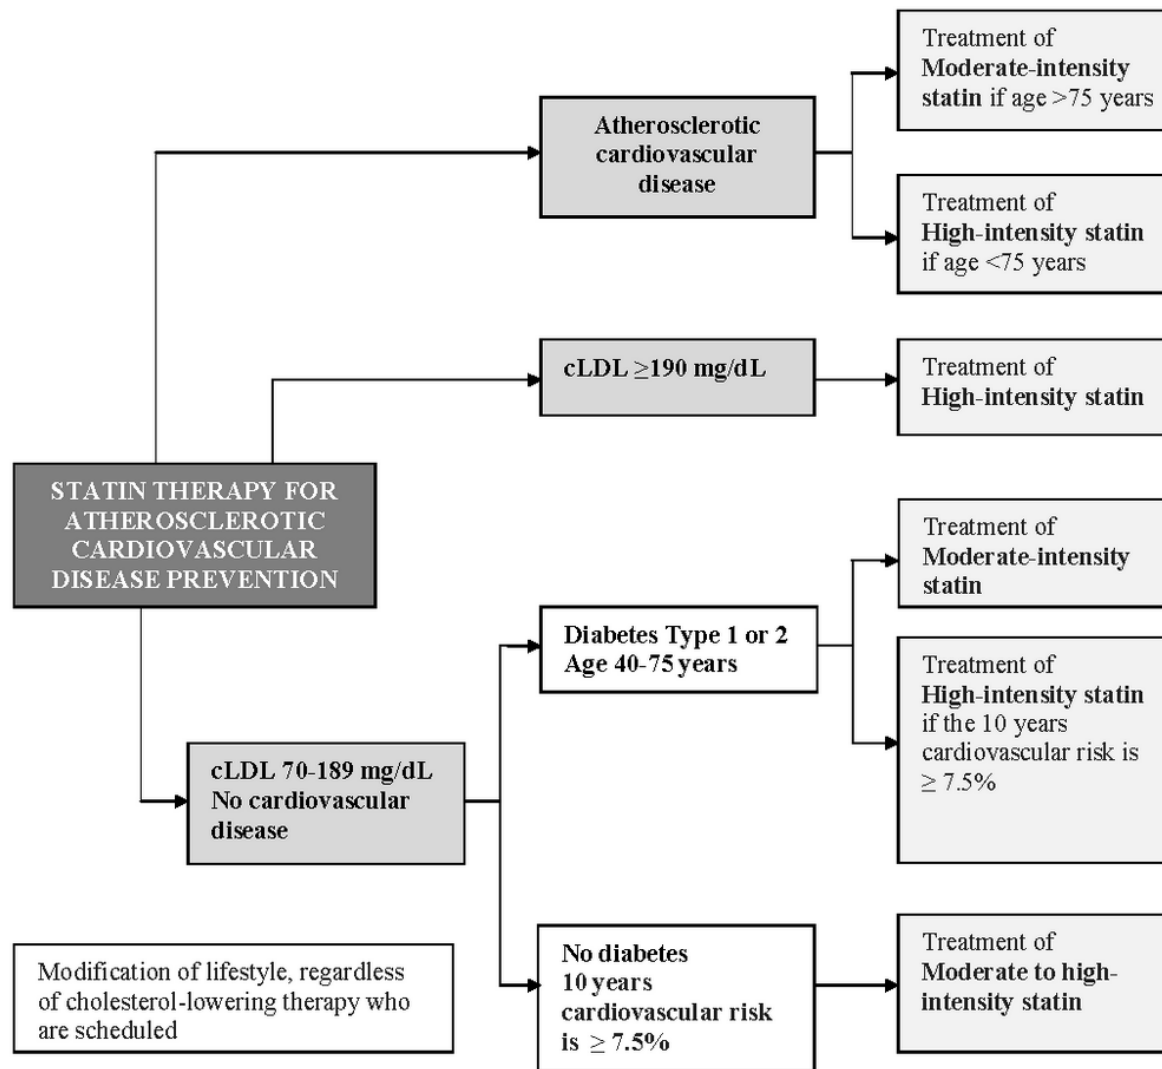 Treatment of
Moderate-intensity
statin if age >75 years
Atherosclerotic
cardiovascular
disease
Treatment of
High-intensity statin
if age <75 years
cLDL ≥190 mg/dL
Treatment of
High-intensity statin
STATIN THERAPY FOR
ATHEROSCLEROTIC
CARDIOVASCULAR
DISEASE PREVENTION
Treatment of
Moderate-intensity
statin
Diabetes Type 1 or 2
Age 40-75 years
Treatment of
High-intensity statin
if the 10 years
cardiovascular risk is
≥ 7.5%
cLDL 70-189 mg/dL
No cardiovascular
disease
No diabetes
10 years
cardiovascular risk
is ≥ 7.5%
Treatment of
Moderate to high-
intensity statin
Modification of lifestyle, regardless
of cholesterol-lowering therapy who
are scheduled